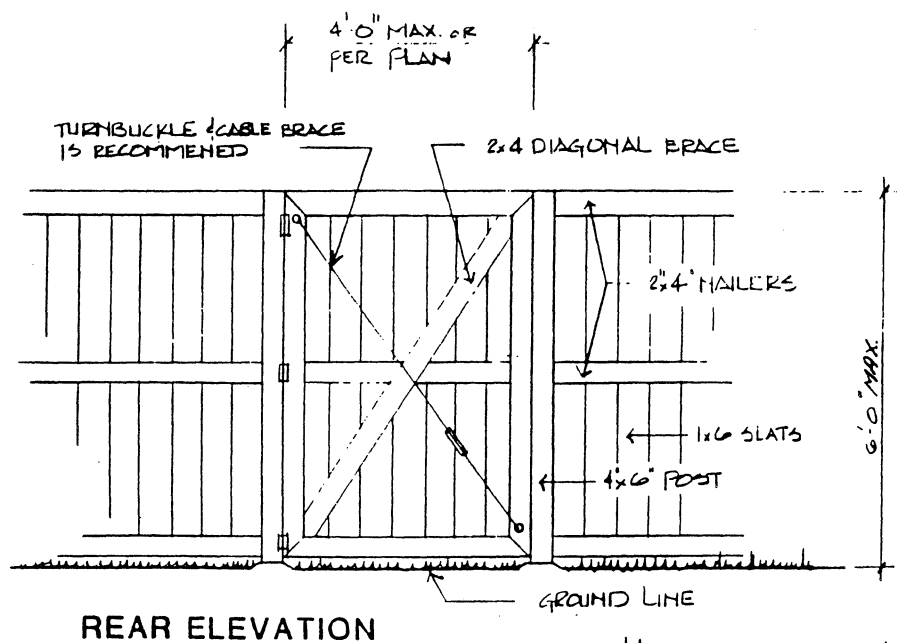 4'-0" MAX. OR
PER PLAN
TURNBUCKLE & CABLE BRACE
IS RECOMMENED
2x4 DIAGONAL BRACE
2"x4" NAILERS
6'-0" MAX.
1x6 SLATS
4"x6" POST
GROUND LINE
REAR ELEVATION